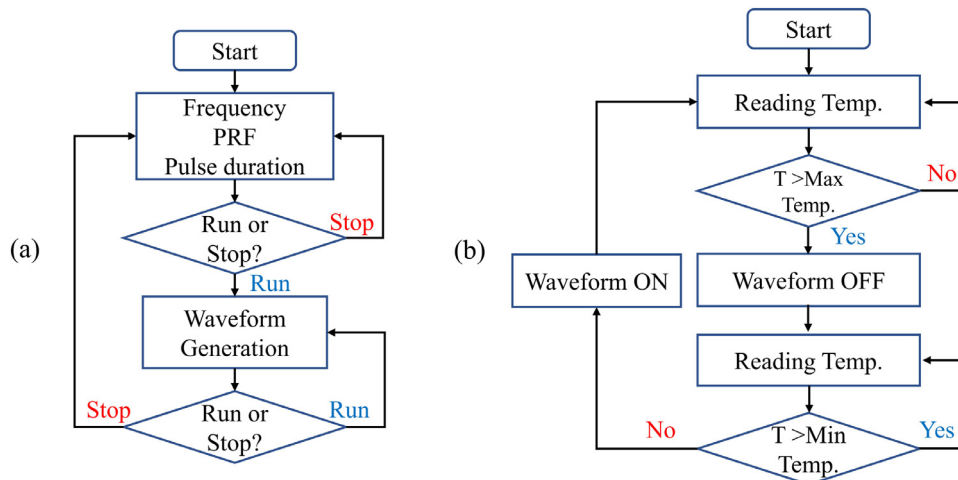 Start
Frequency
PRF
Pulse duration
Run or
Stop?
Stop
Run
(a)
Waveform
Generation
Stop
Run or
Stop?
Run
Start
Reading Temp.
T >Max
Temp.
No
Yes
(b)
Waveform ON
Waveform OFF
Reading Temp.
No
T >Min
Temp.
Yes